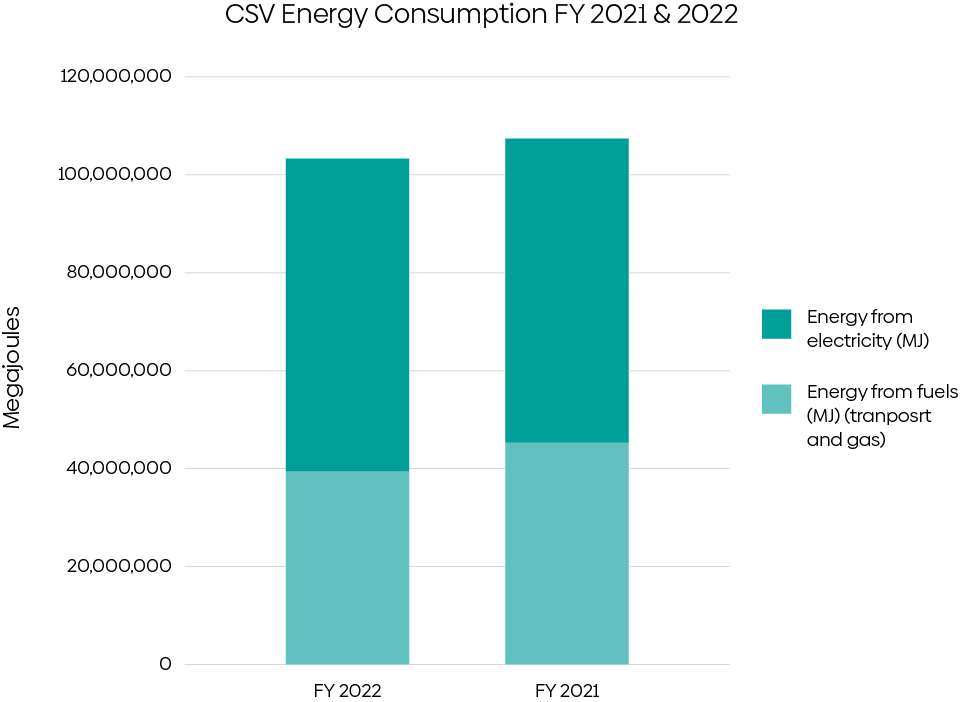 CSV Energy Consumption FY 2021 & 2022
120,000,000
100,000,000
80,000,000
60,000,000
40,000,000
20,000,000
0
Megajoules
FY 2022
FY 2021
Energy from
electricity (MJ)
Energy from fuels
(MJ) (tranposrt
and gas)